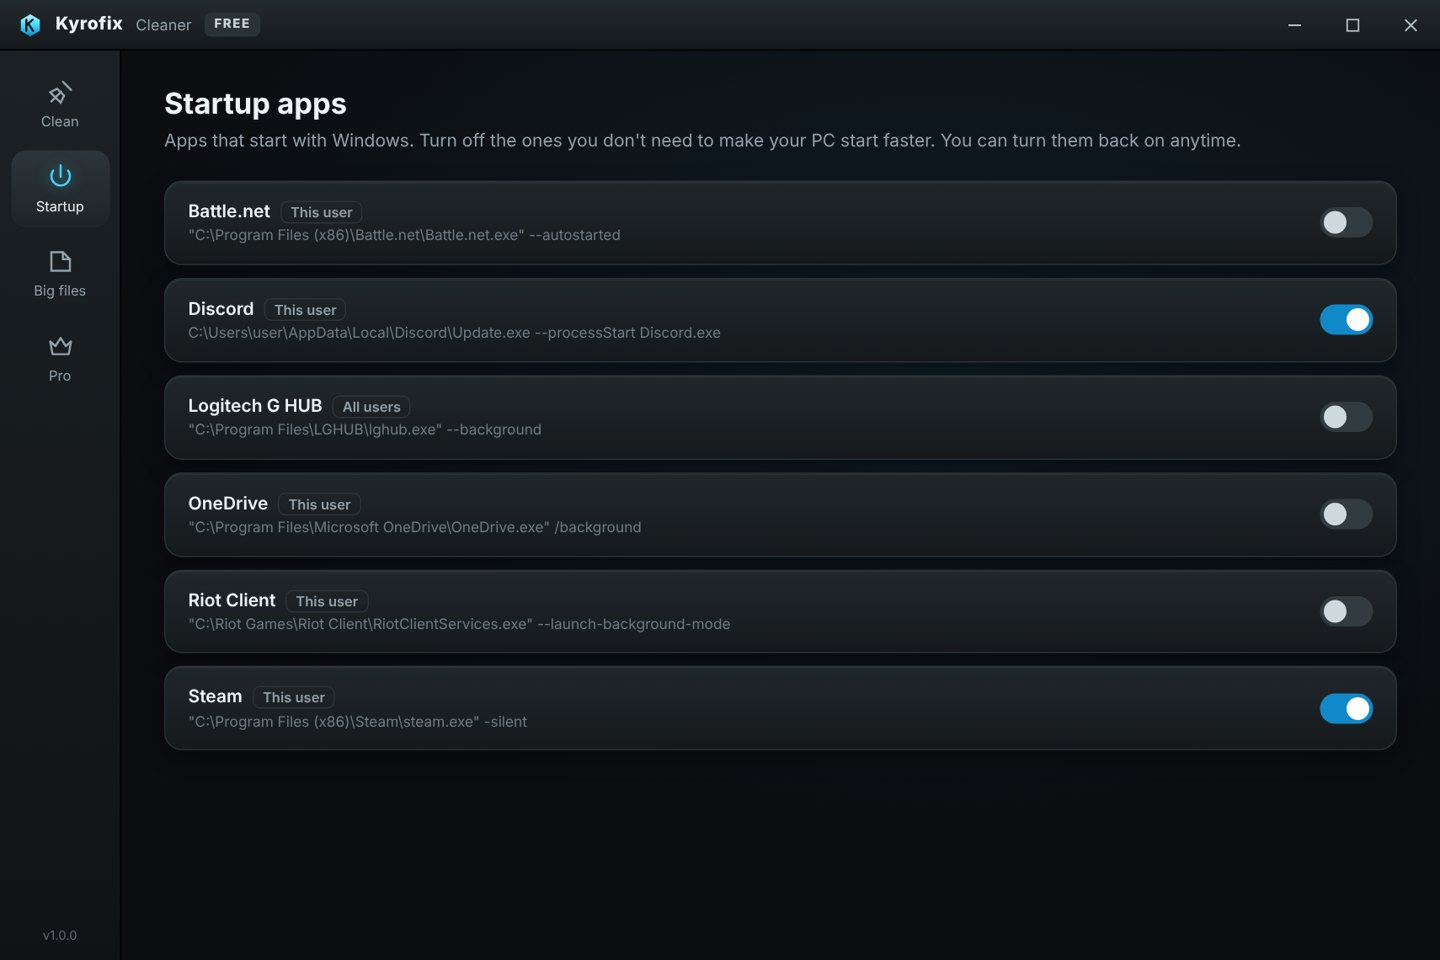 Kyrofix Cleaner FREE
Clean
Startup
Big files
Pro
v1.0.0
Startup apps
Apps that start with Windows. Turn off the ones you don't need to make your PC start faster. You can turn them back on anytime.
Battle.net This user
"C:\Program Files (x86)\Battle.net\Battle.net.exe" --autostarted
Discord This user
C:\Users\user\AppData\Local\Discord\Update.exe --processStart Discord.exe
Logitech G HUB All users
"C:\Program Files\LGHUB\lghub.exe" --background
OneDrive This user
"C:\Program Files\Microsoft OneDrive\OneDrive.exe" /background
Riot Client This user
"C:\Riot Games\Riot Client\RiotClientServices.exe" --launch-background-mode
Steam This user
"C:\Program Files (x86)\Steam\steam.exe" -silent